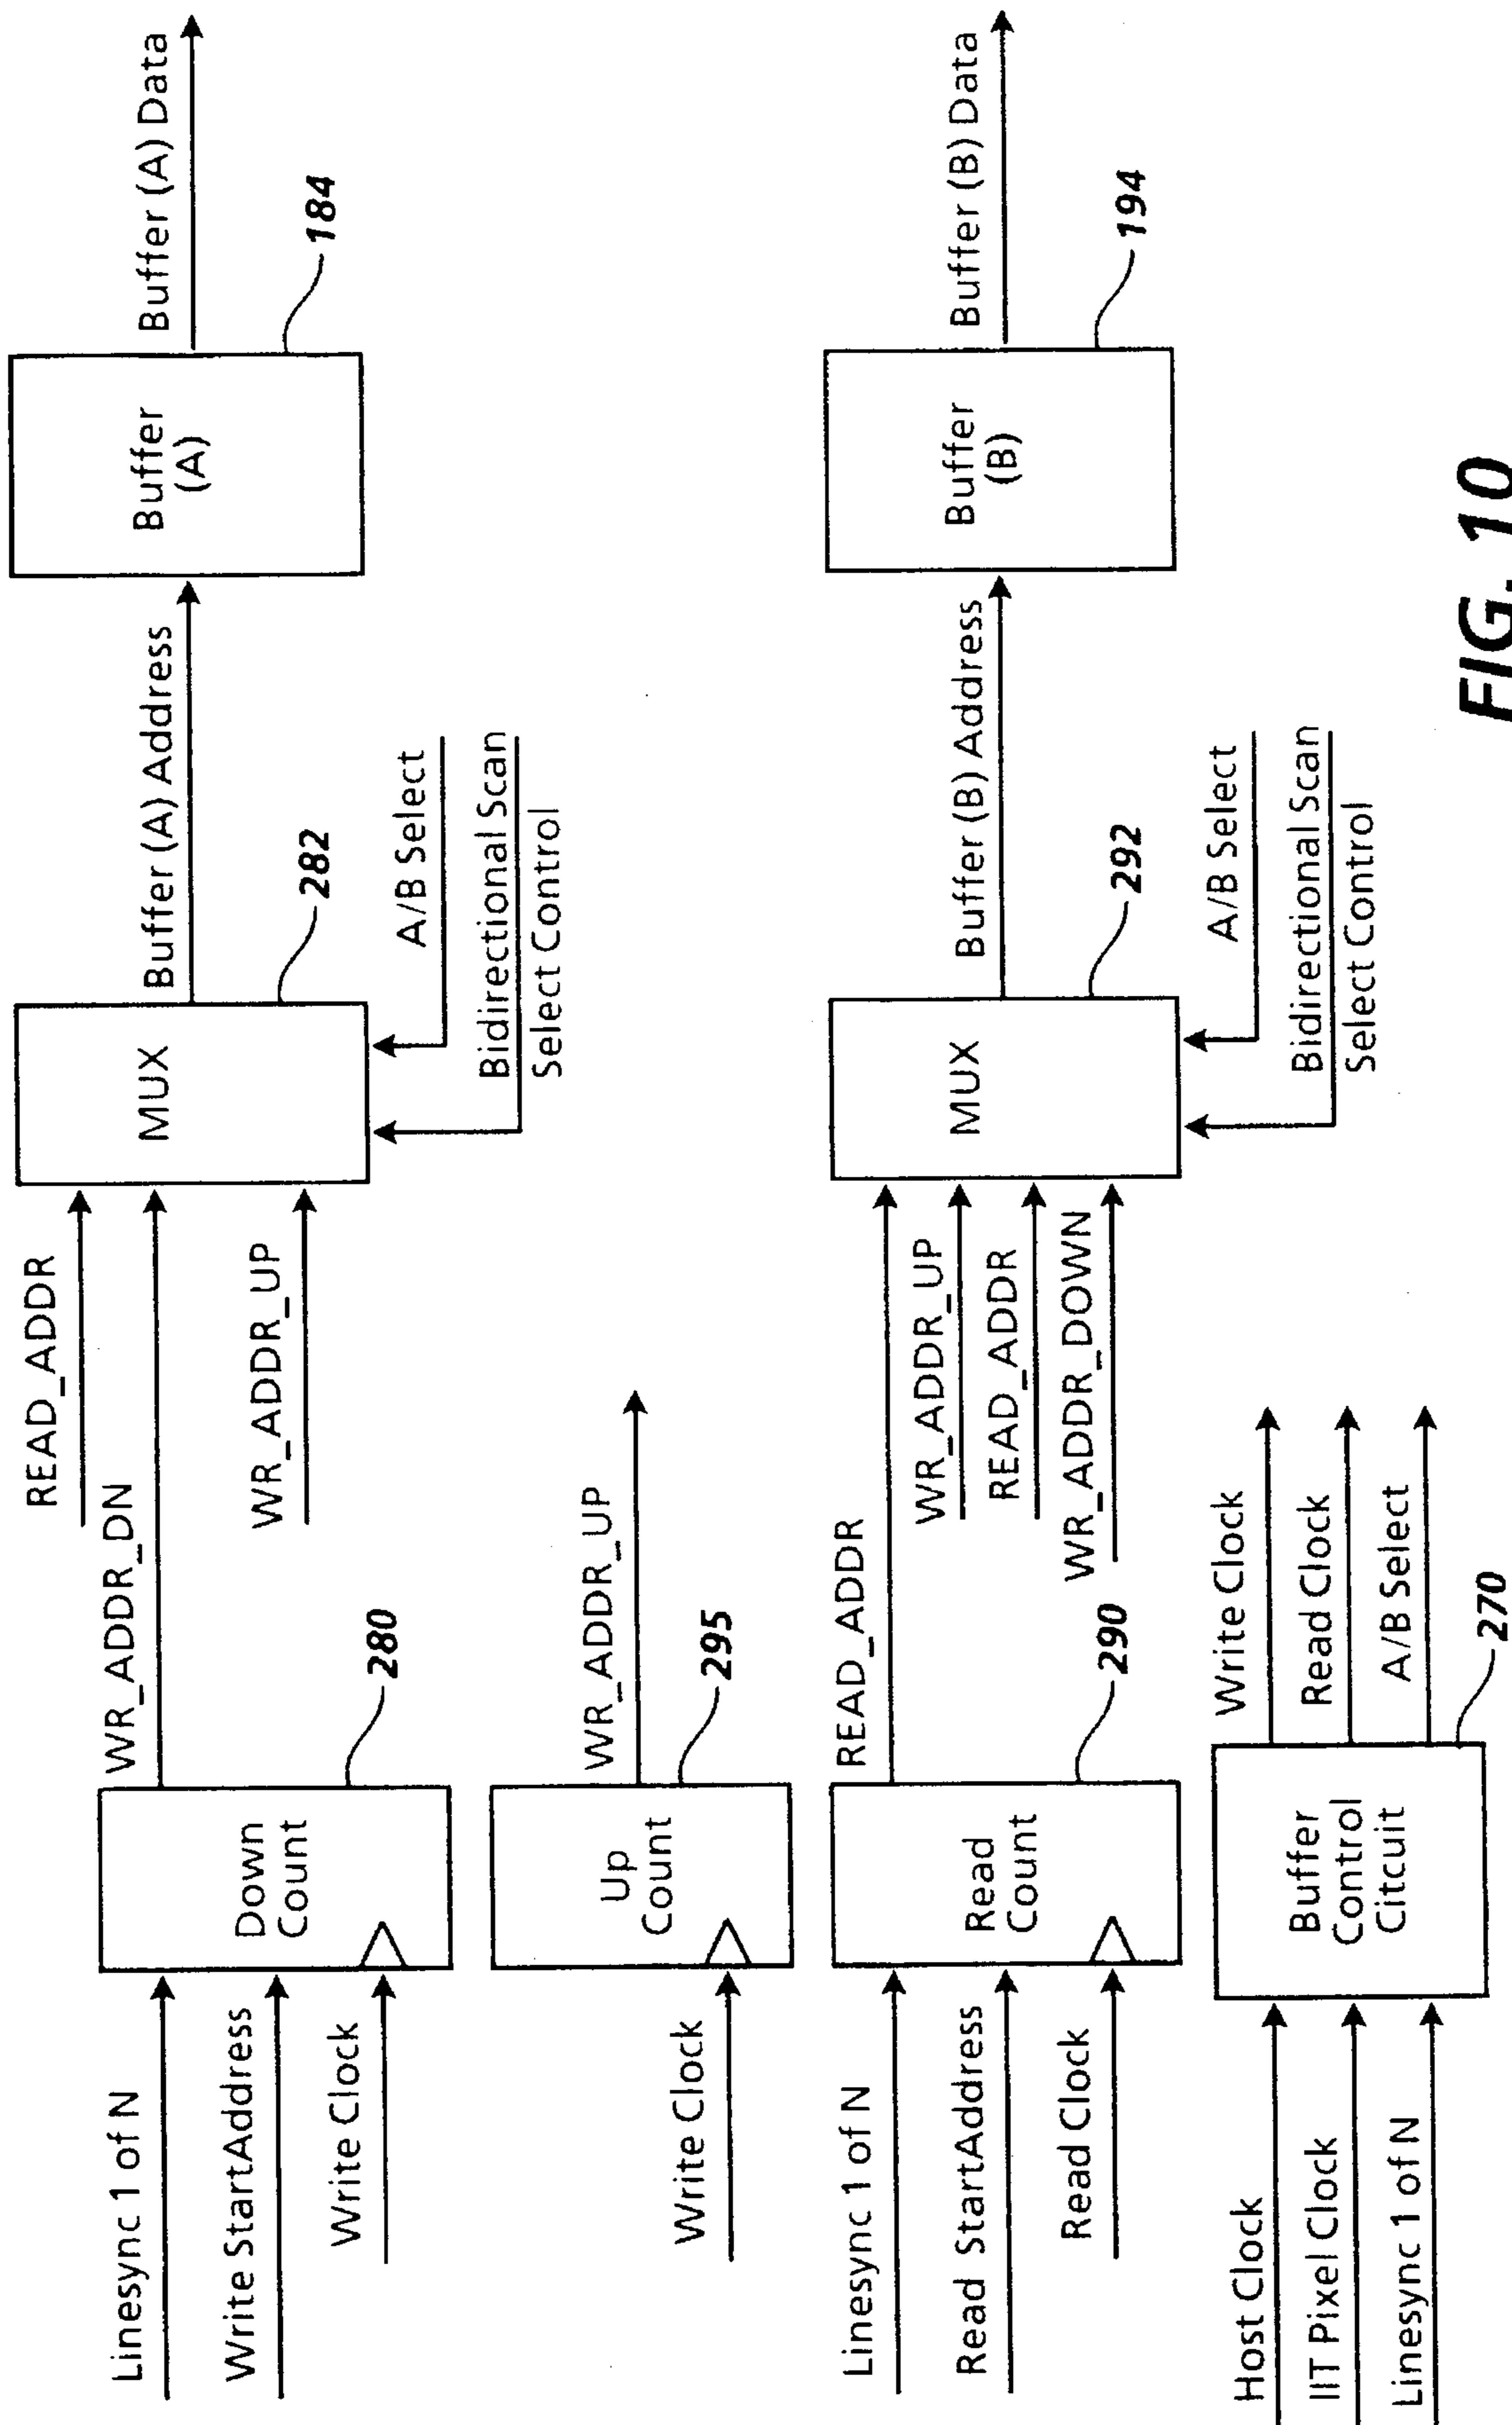 Linesync 1 of N
Write StartAddress
Write Clock
Down
Count
280
WR_ADDR_DN
READ_ADDR
WR_ADDR_UP
MUX
282
A/B Select
Bidirectional Scan
Select Control
Buffer (A) Address
Buffer
(A)
184
Buffer (A) Data
Write Clock
Up
Count
295
WR_ADDR_UP
Linesync 1 of N
Read StartAddress
Read Clock
Read
Count
290
READ_ADDR
WR_ADDR_UP
READ_ADDR
WR_ADDR_DOWN
MUX
292
A/B Select
Bidirectional Scan
Select Control
Buffer (B) Address
Buffer
(B)
194
Buffer (B) Data
Host Clock
IIT Pixel Clock
Linesync 1 of N
Buffer
Control
Citcuit
270
Write Clock
Read Clock
A/B Select
FIG. 10